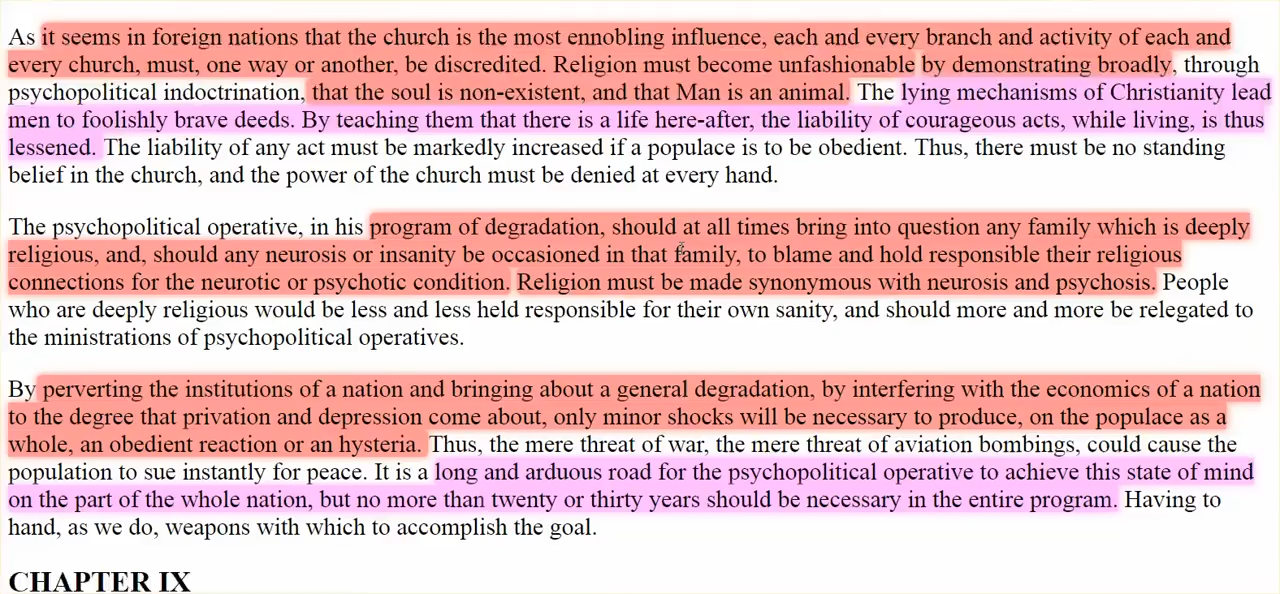 As it seems in foreign nations that the church is the most ennobling influence, each and every branch and activity of each and
every church, must, one way or another, be discredited. Religion must become unfashionable by demonstrating broadly, through
psychopolitical indoctrination, that the soul is non-existent, and that Man is an animal. The lying mechanisms of Christianity lead
men to foolishly brave deeds. By teaching them that there is a life here-after, the liability of courageous acts, while living, is thus
lessened. The liability of any act must be markedly increased if a populace is to be obedient. Thus, there must be no standing
belief in the church, and the power of the church must be denied at every hand.
The psychopolitical operative, in his program of degradation, should at all times bring into question any family which is deeply
religious, and, should any neurosis or insanity be occasioned in that family, to blame and hold responsible their religious
connections for the neurotic or psychotic condition. Religion must be made synonymous with neurosis and psychosis. People
who are deeply religious would be less and less held responsible for their own sanity, and should more and more be relegated to
the ministrations of psychopolitical operatives.
By perverting the institutions of a nation and bringing about a general degradation, by interfering with the economics of a nation
to the degree that privation and depression come about, only minor shocks will be necessary to produce, on the populace as a
whole, an obedient reaction or an hysteria. Thus, the mere threat of war, the mere threat of aviation bombings, could cause the
population to sue instantly for peace. It is a long and arduous road for the psychopolitical operative to achieve this state of mind
on the part of the whole nation, but no more than twenty or thirty years should be necessary in the entire program. Having to
hand, as we do, weapons with which to accomplish the goal.
CHAPTER IX